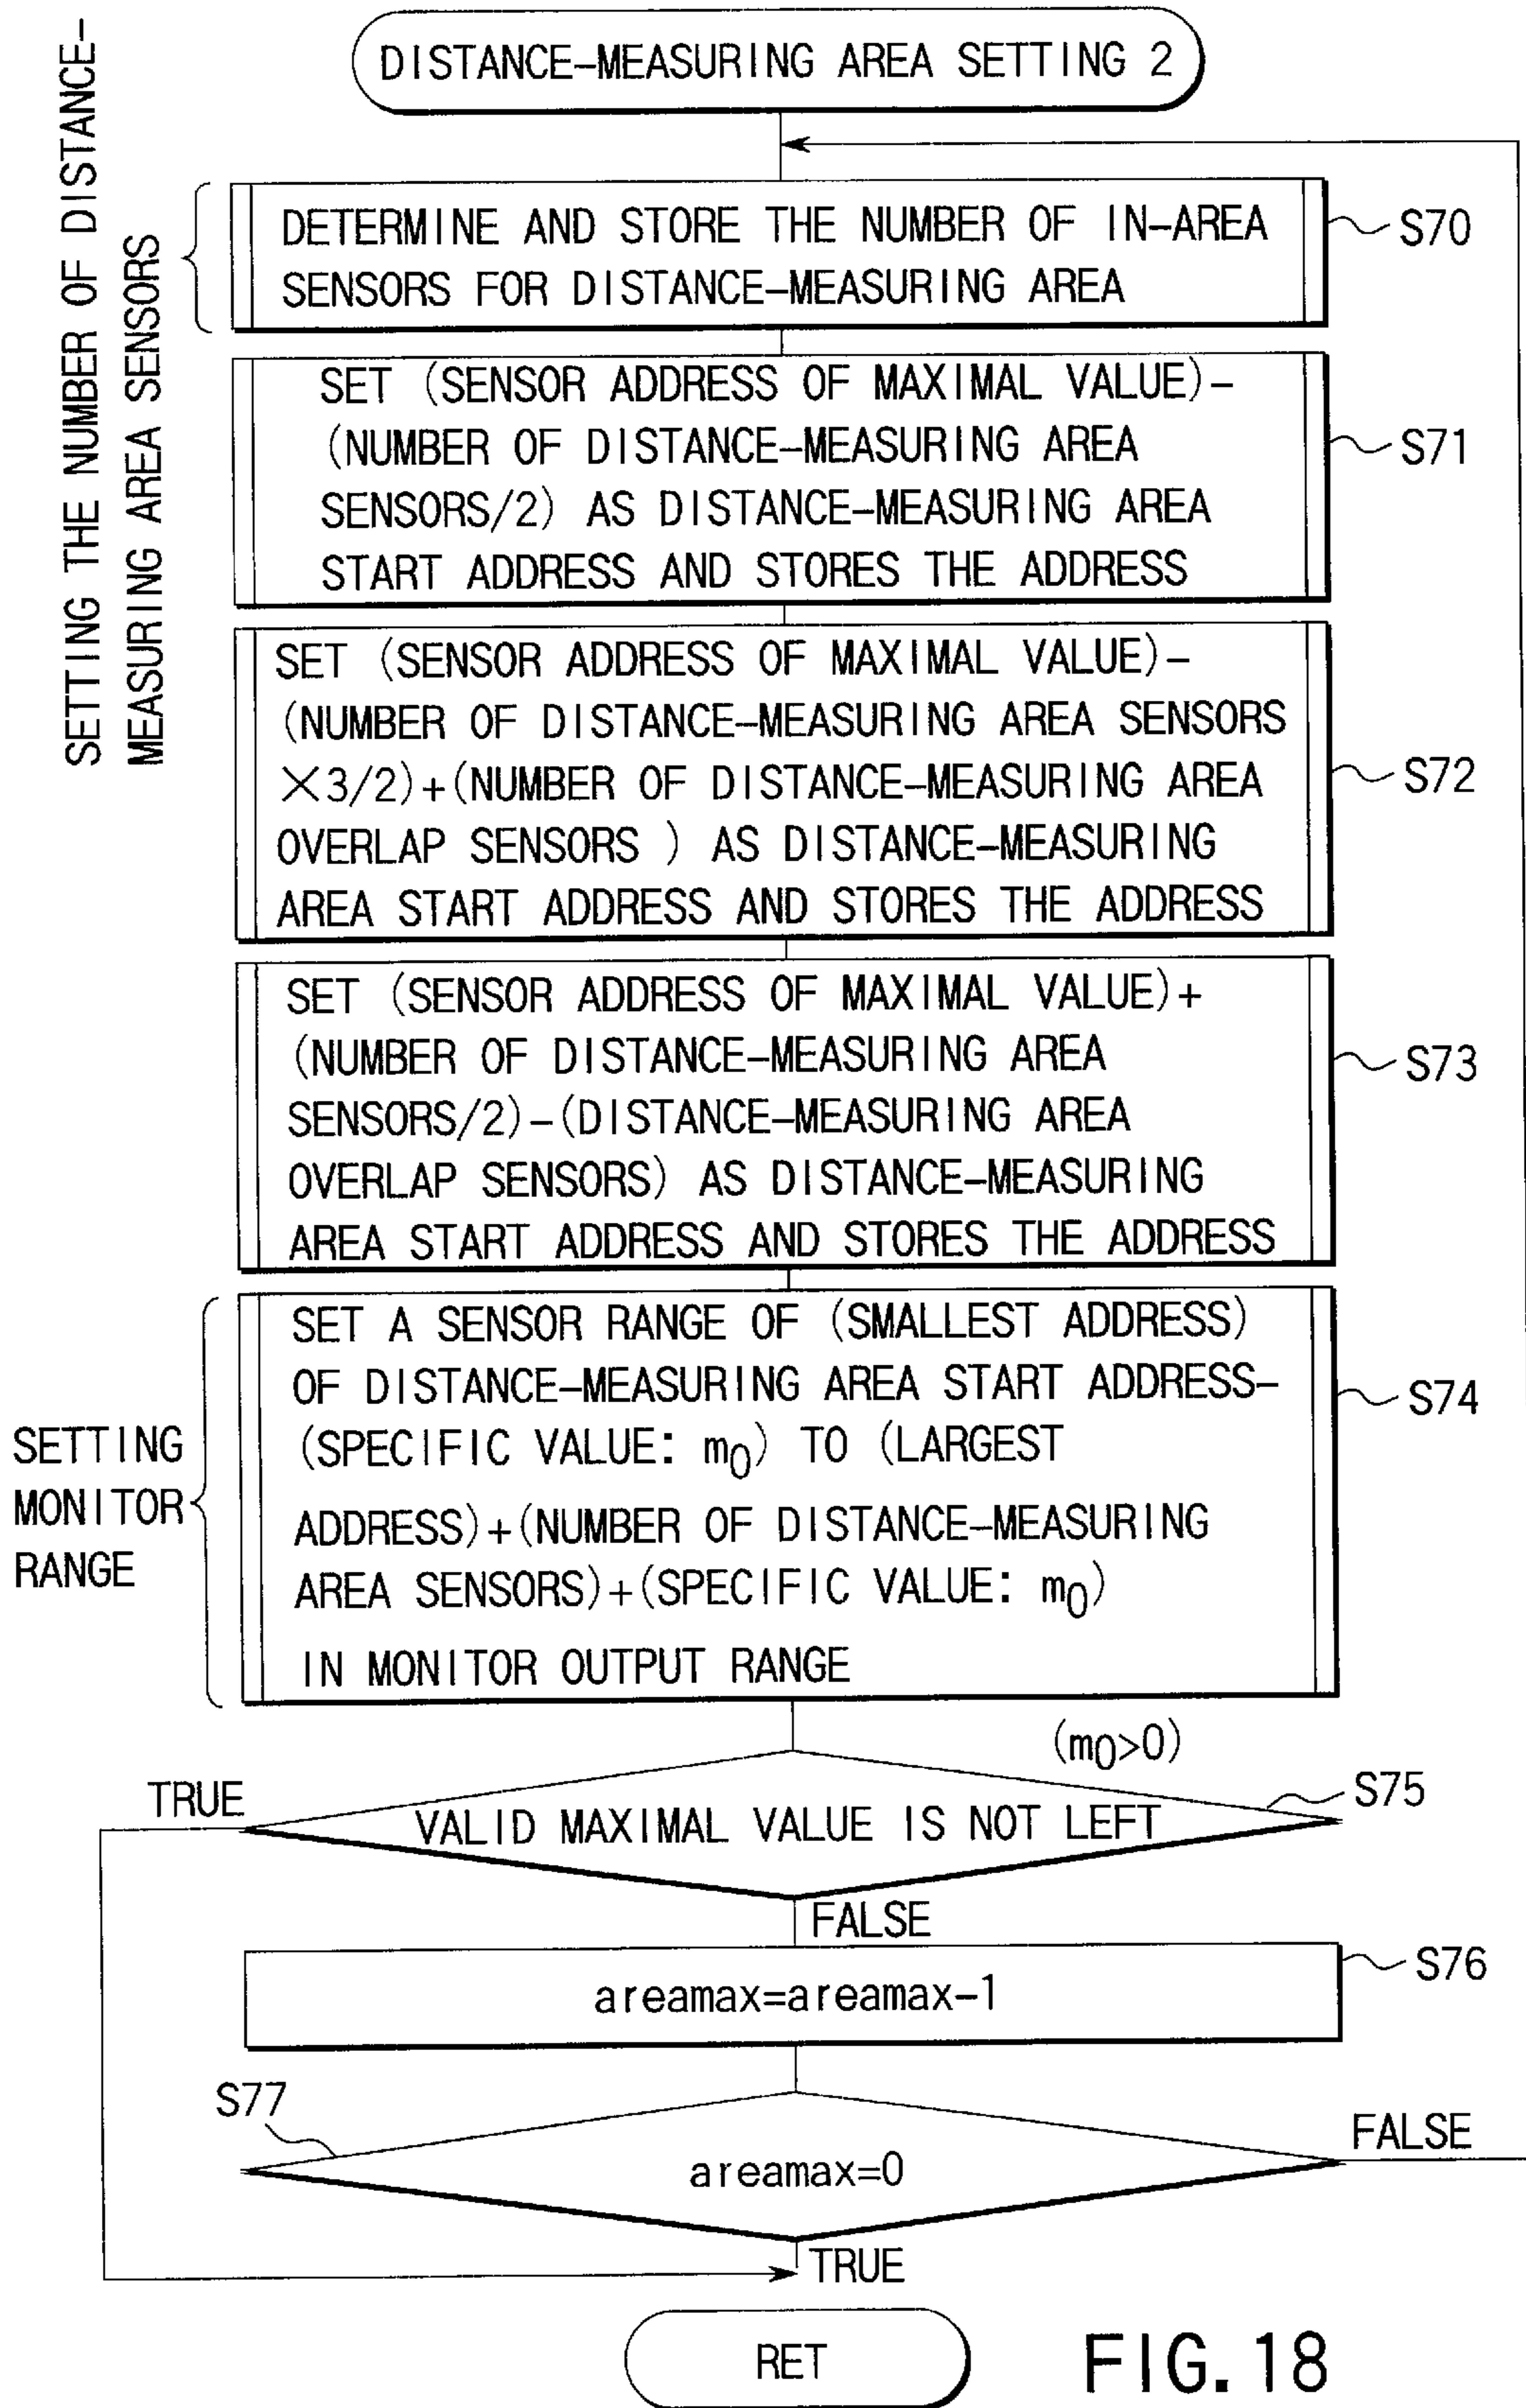 DISTANCE-MEASURING AREA SETTING 2
SETTING THE NUMBER OF DISTANCE-
MEASURING AREA SENSORS
DETERMINE AND STORE THE NUMBER OF IN-AREA
SENSORS FOR DISTANCE-MEASURING AREA
S70
SET (SENSOR ADDRESS OF MAXIMAL VALUE)-
(NUMBER OF DISTANCE-MEASURING AREA
SENSORS/2) AS DISTANCE-MEASURING AREA
START ADDRESS AND STORES THE ADDRESS
S71
SET (SENSOR ADDRESS OF MAXIMAL VALUE)-
(NUMBER OF DISTANCE-MEASURING AREA SENSORS
×3/2)+(NUMBER OF DISTANCE-MEASURING AREA
OVERLAP SENSORS ) AS DISTANCE-MEASURING
AREA START ADDRESS AND STORES THE ADDRESS
S72
SET (SENSOR ADDRESS OF MAXIMAL VALUE)+
(NUMBER OF DISTANCE-MEASURING AREA
SENSORS/2)-(DISTANCE-MEASURING AREA
OVERLAP SENSORS) AS DISTANCE-MEASURING
AREA START ADDRESS AND STORES THE ADDRESS
S73
SETTING
MONITOR
RANGE
SET A SENSOR RANGE OF (SMALLEST ADDRESS)
OF DISTANCE-MEASURING AREA START ADDRESS-
(SPECIFIC VALUE: m0) TO (LARGEST
ADDRESS)+(NUMBER OF DISTANCE-MEASURING
AREA SENSORS)+(SPECIFIC VALUE: m0)
IN MONITOR OUTPUT RANGE
S74
(m0>0)
TRUE
VALID MAXIMAL VALUE IS NOT LEFT
S75
FALSE
areamax=areamax-1
S76
S77
areamax=0
FALSE
TRUE
RET
FIG. 18